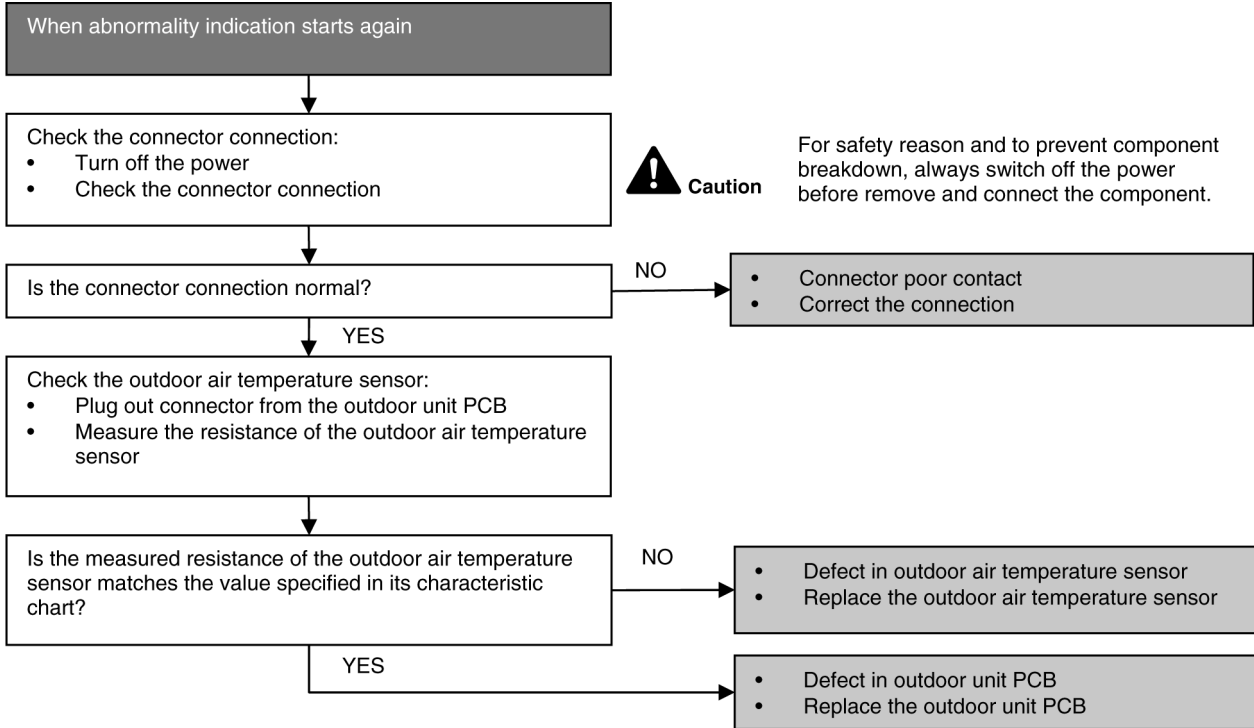 When abnormality indication starts again
Check the connector connection:
• Turn off the power
• Check the connector connection
Caution
For safety reason and to prevent component
breakdown, always switch off the power
before remove and connect the component.
Is the connector connection normal?
NO
• Connector poor contact
• Correct the connection
YES
Check the outdoor air temperature sensor:
• Plug out connector from the outdoor unit PCB
• Measure the resistance of the outdoor air temperature
sensor
Is the measured resistance of the outdoor air temperature
sensor matches the value specified in its characteristic
chart?
NO
• Defect in outdoor air temperature sensor
• Replace the outdoor air temperature sensor
YES
• Defect in outdoor unit PCB
• Replace the outdoor unit PCB